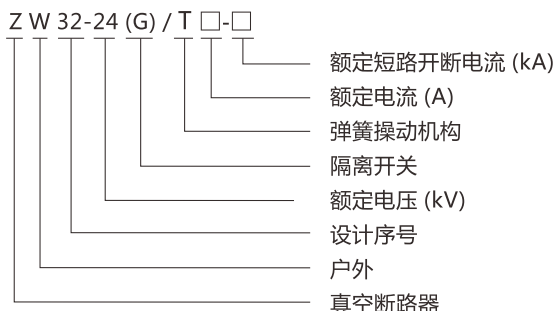 ZW32-24(G)/T□-□
额定短路开断电流 (kA)
额定电流 (A)
弹簧操动机构
隔离开关
额定电压 (kV)
设计序号
户外
真空断路器